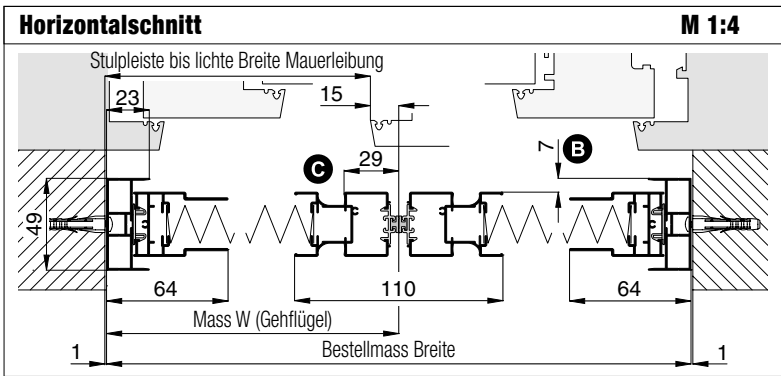 Horizontalschnitt M 1:4
Stulpleiste bis lichte Breite Mauerleibung
23
15
7
B
C
29
49
64
110
64
Mass W (Gehflügel)
1
Bestellmass Breite
1